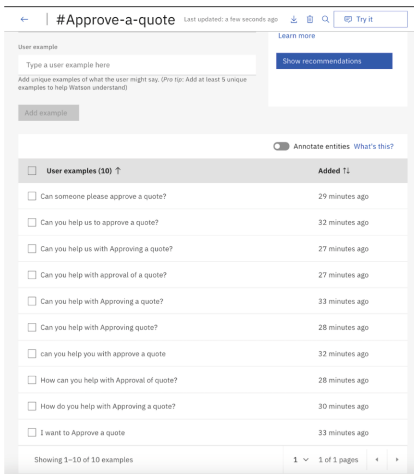 #Approve-a-quote Last updated: a few seconds ago Try it
Learn more
User example
Type a user example here
Show recommendations
Add unique examples of what the user might say. (Pro tip: Add at least 5 unique
examples to help Watson understand)
Add example
Annotate entities What's this?
User examples (10) ↑ Added ↑↓
Can someone please approve a quote? 29 minutes ago
Can you help us to approve a quote? 32 minutes ago
Can you help us with Approving a quote? 27 minutes ago
Can you help with approval of a quote? 27 minutes ago
Can you help with Approving a quote? 33 minutes ago
Can you help with Approving quote? 28 minutes ago
can you help you with approve a quote 32 minutes ago
How can you help with Approval of quote? 28 minutes ago
How do you help with Approving a quote? 30 minutes ago
I want to Approve a quote 33 minutes ago
Showing 1–10 of 10 examples 1 1 of 1 pages